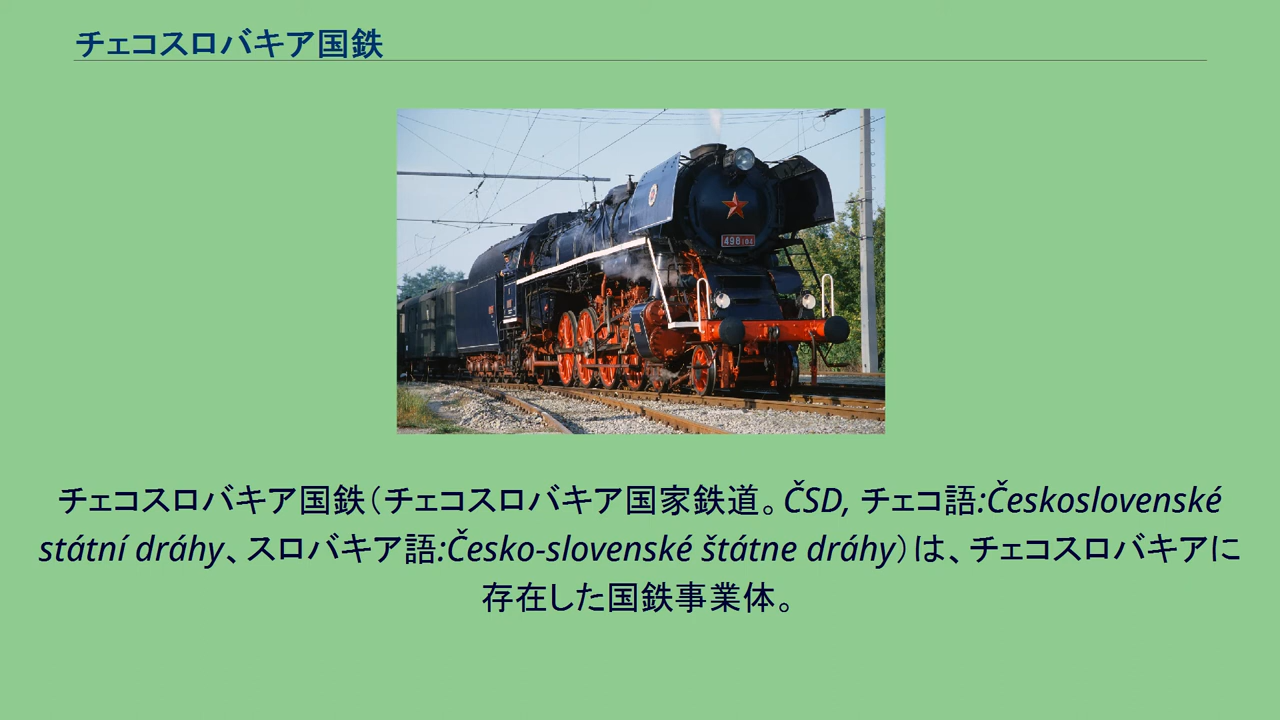 チェコスロバキア国鉄
498104
チェコスロバキア国鉄（チェコスロバキア国家鉄道。ČSD, チェコ語:Československé
státní dráhy、スロバキア語:Česko-slovenské štátne dráhy）は、チェコスロバキアに
存在した国鉄事業体。